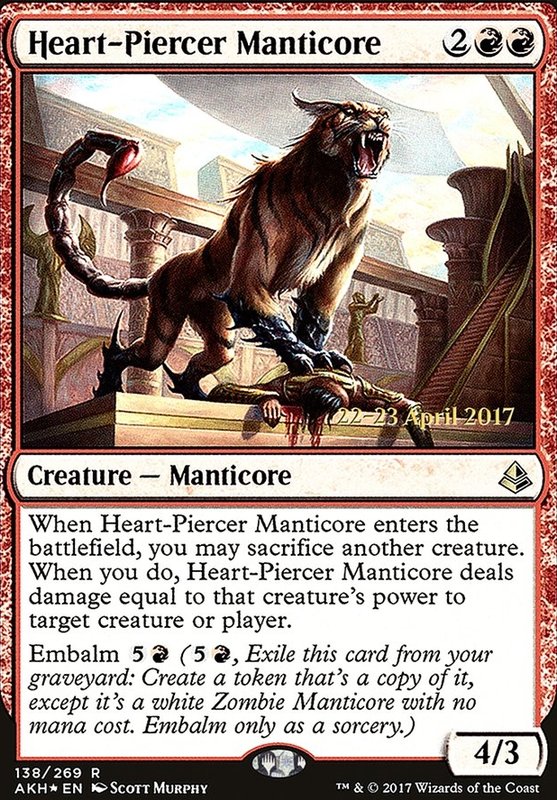 Heart-Piercer Manticore 2
22–23 April 2017
Creature — Manticore
When Heart-Piercer Manticore enters the
battlefield, you may sacrifice another creature.
When you do, Heart-Piercer Manticore deals
damage equal to that creature's power to
target creature or player.
Embalm 5 ( 5 , Exile this card from your
graveyard: Create a token that's a copy of it,
except it's a white Zombie Manticore with no
mana cost. Embalm only as a sorcery.)
4/3
138/269 R
AKH★EN Scott Murphy
™ & © 2017 Wizards of the Coast